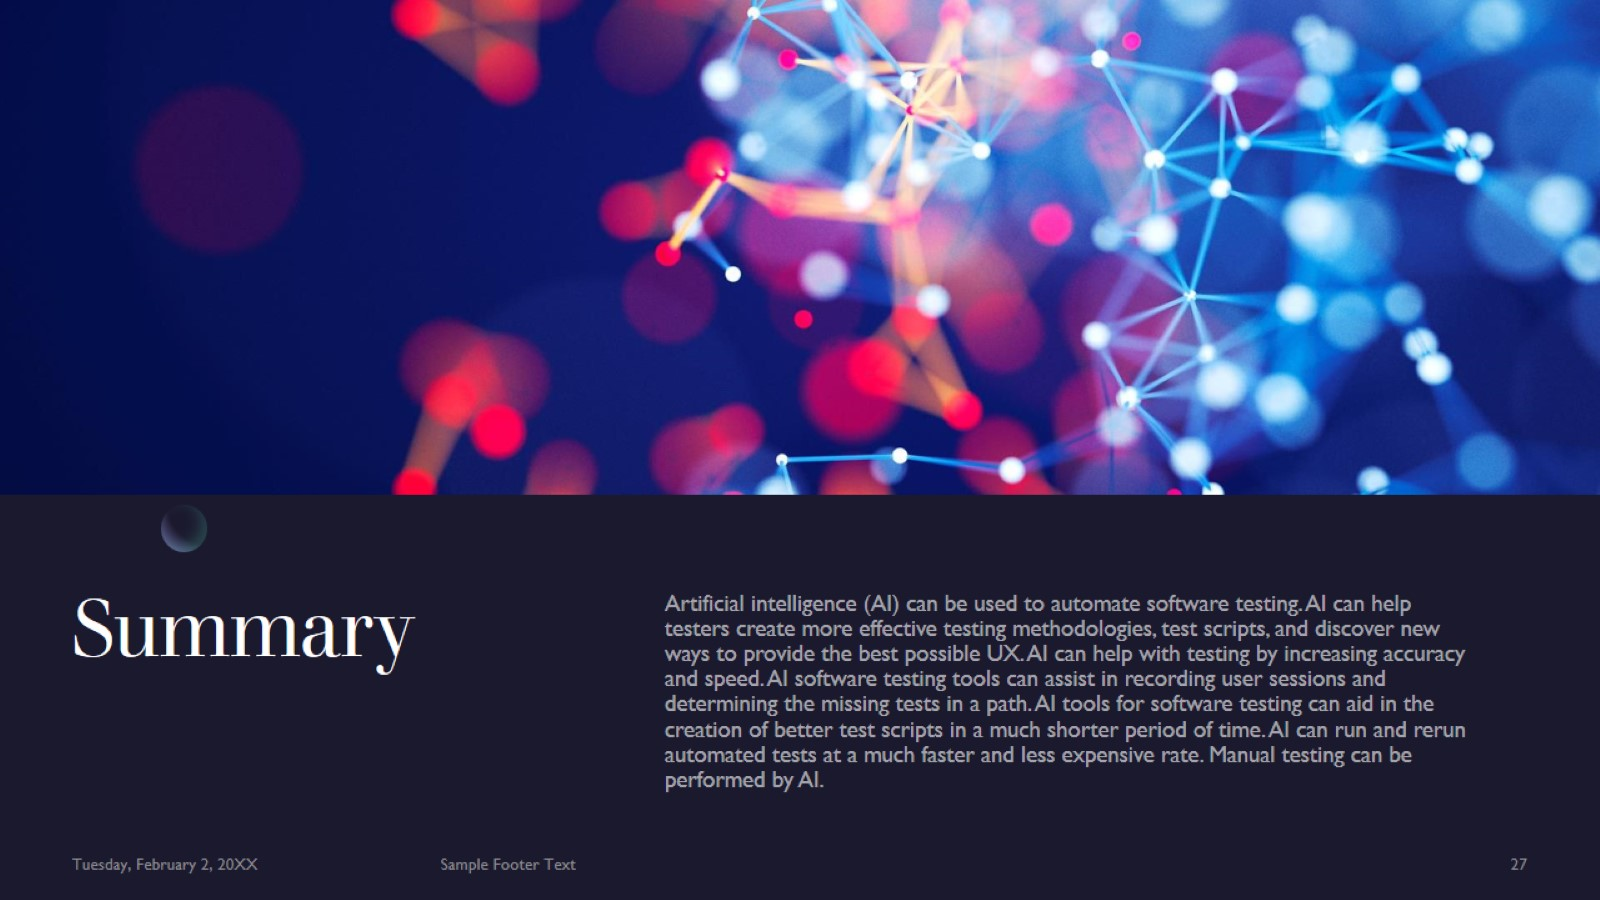 Summary
Artificial intelligence (AI) can be used to automate software testing. AI can help
testers create more effective testing methodologies, test scripts, and discover new
ways to provide the best possible UX. AI can help with testing by increasing accuracy
and speed. AI software testing tools can assist in recording user sessions and
determining the missing tests in a path. AI tools for software testing can aid in the
creation of better test scripts in a much shorter period of time. AI can run and rerun
automated tests at a much faster and less expensive rate. Manual testing can be
performed by AI.
Tuesday, February 2, 20XX
Sample Footer Text
27